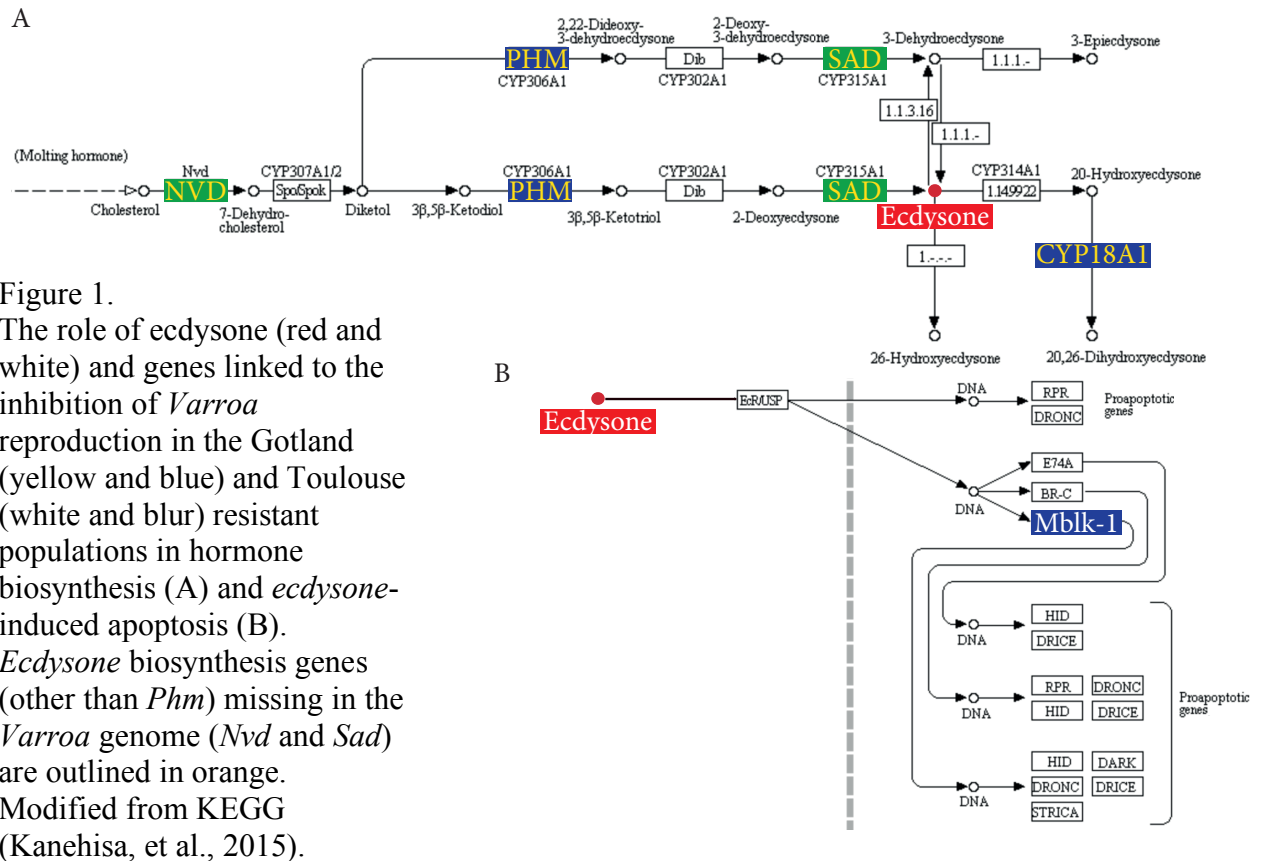 A
2,22-Dideoxy-
3-dehydroecdysone
2-Deoxy-
3-dehydroecdysone
3-Dehydroecdysone
3-Epiecdysone
PHM
Dib
SAD
1.1.1.-
CYP306A1
CYP302A1
CYP315A1
1.1.3.16
1.1.1.-
(Molting hormone)
Nvd
CYP307A1/2
CYP306A1
CYP302A1
CYP315A1
CYP314A1
20-Hydroxyecdysone
NVD
Spo/Spok
PHM
Dib
SAD
1.14.99.22
Cholesterol
7-Dehydro-
cholesterol
Diketol
3β,5β-Ketodiol
3β,5β-Ketotriol
2-Deoxyecdysone
Ecdysone
1.-.-.-
CYP18A1
26-Hydroxyecdysone
20,26-Dihydroxyecdysone
Figure 1.
The role of ecdysone (red and
white) and genes linked to the
inhibition of Varroa
reproduction in the Gotland
(yellow and blue) and Toulouse
(white and blur) resistant
populations in hormone
biosynthesis (A) and ecdysone-
induced apoptosis (B).
Ecdysone biosynthesis genes
(other than Phm) missing in the
Varroa genome (Nvd and Sad)
are outlined in orange.
Modified from KEGG
(Kanehisa, et al., 2015).
B
Ecdysone
EcR/USP
DNA
RPR
DRONC
Proapoptotic
genes
DNA
E74A
BR-C
Mblk-1
DNA
HID
DRICE
DNA
RPR
DRONC
HID
DRICE
Proapoptotic
genes
DNA
HID
DARK
DRONC
DRICE
STRICA